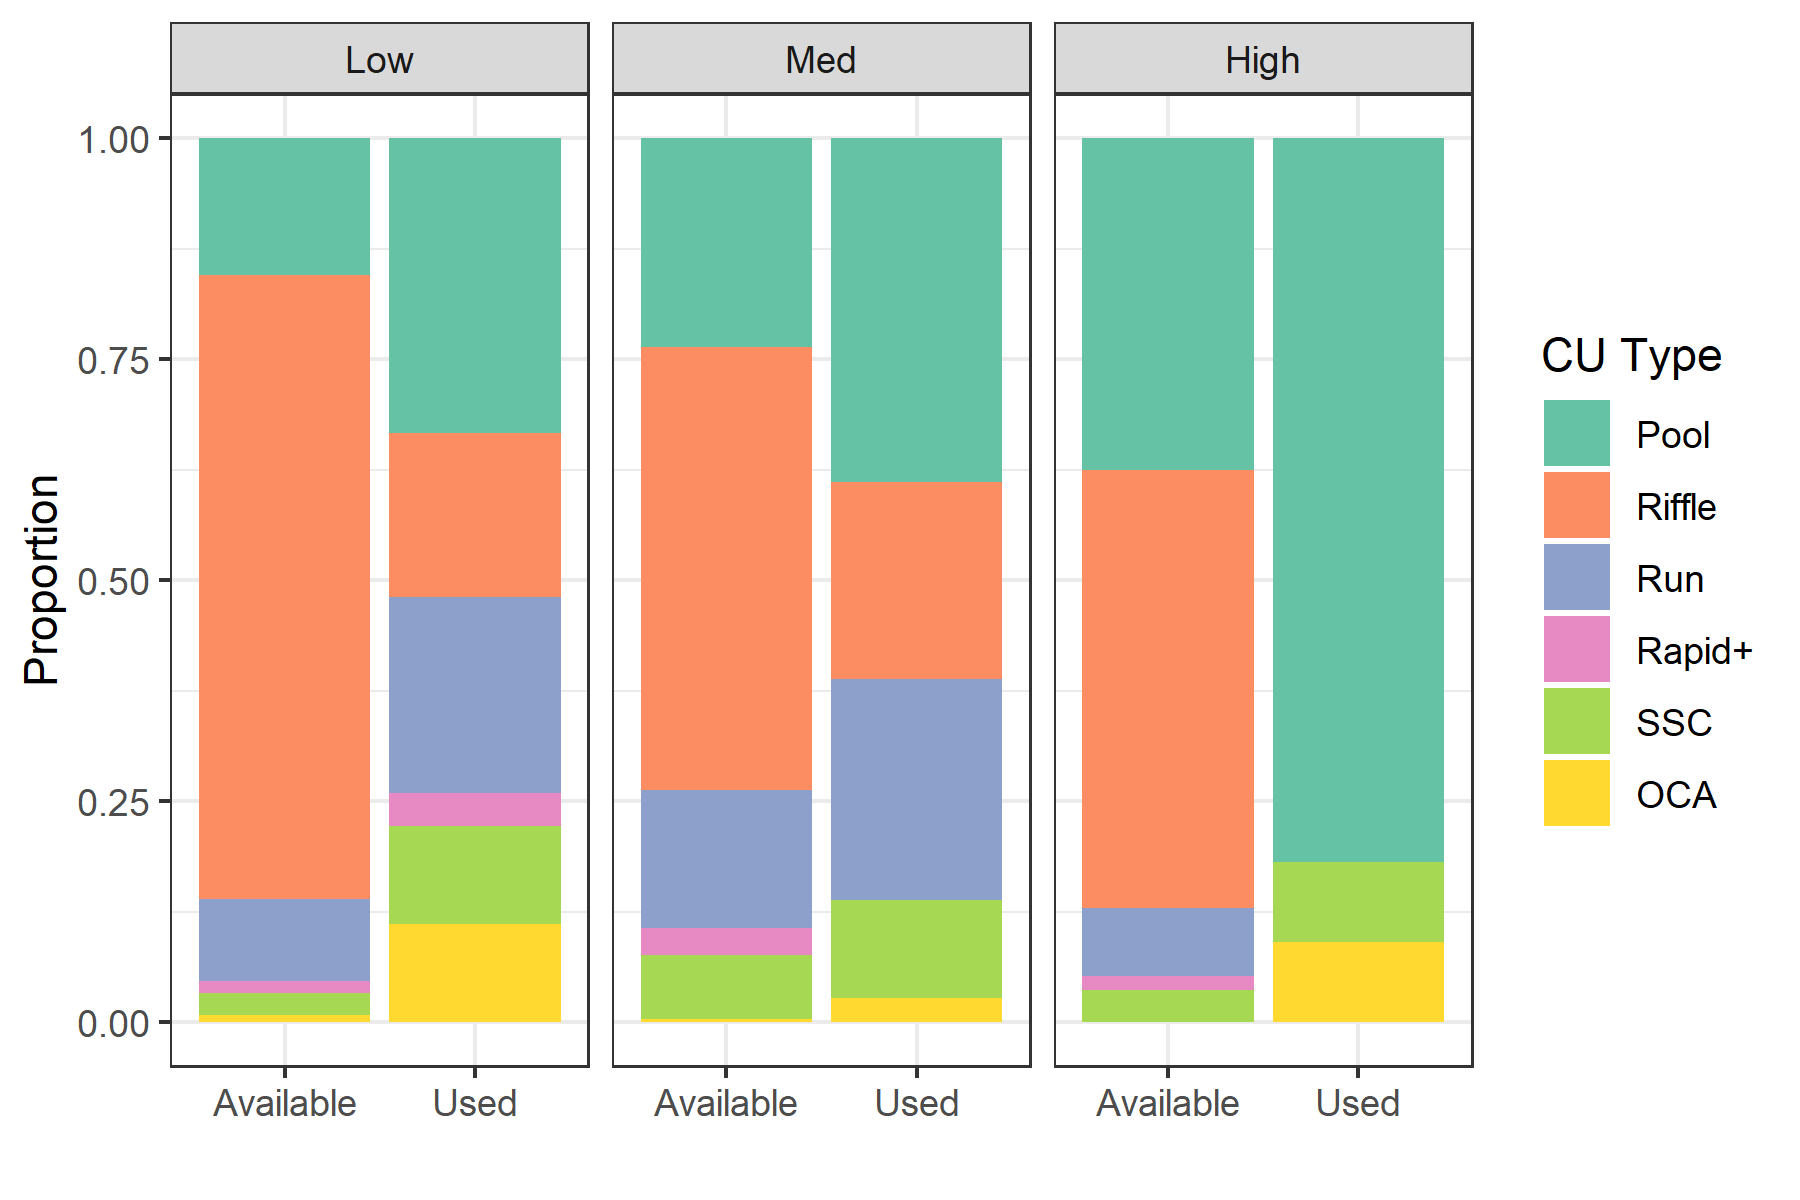 Low Med High
1.00
0.75
0.50
0.25
0.00
Proportion
Available Used Available Used Available Used
CU Type
Pool
Riffle
Run
Rapid+
SSC
OCA